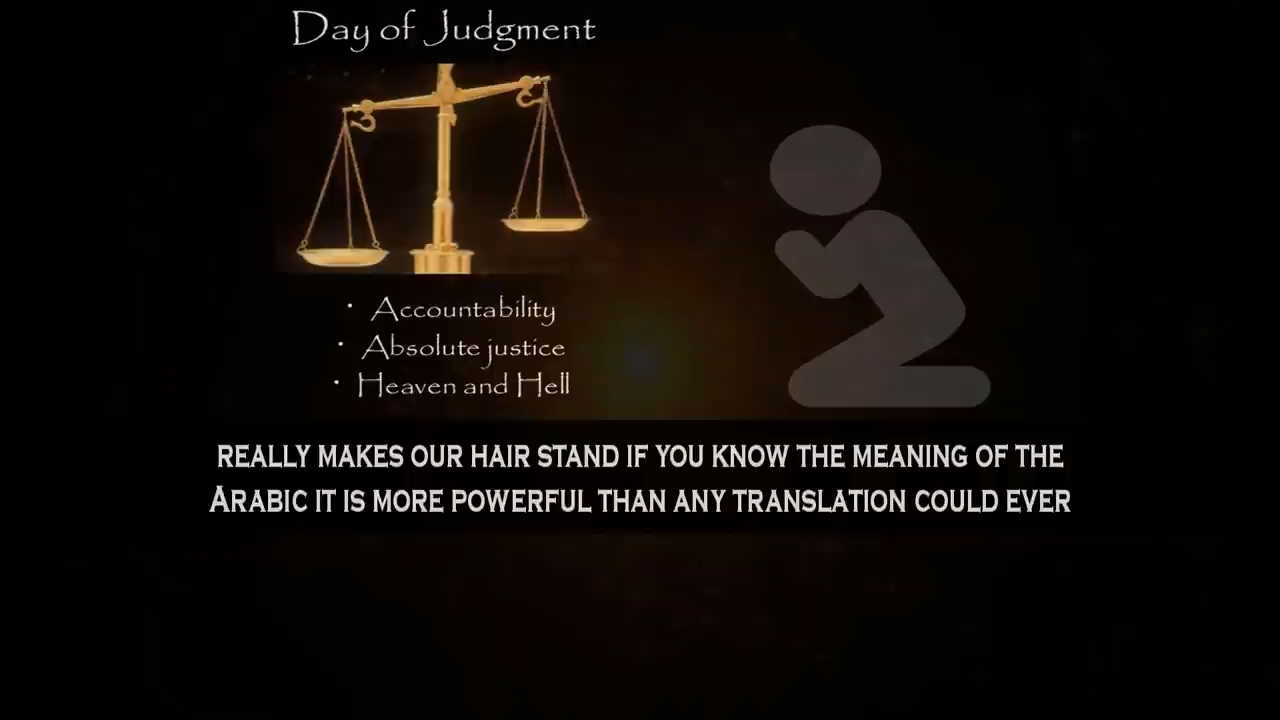 Day of Judgment
• Accountability
• Absolute justice
• Heaven and Hell
REALLY MAKES OUR HAIR STAND IF YOU KNOW THE MEANING OF THE
ARABIC IT IS MORE POWERFUL THAN ANY TRANSLATION COULD EVER